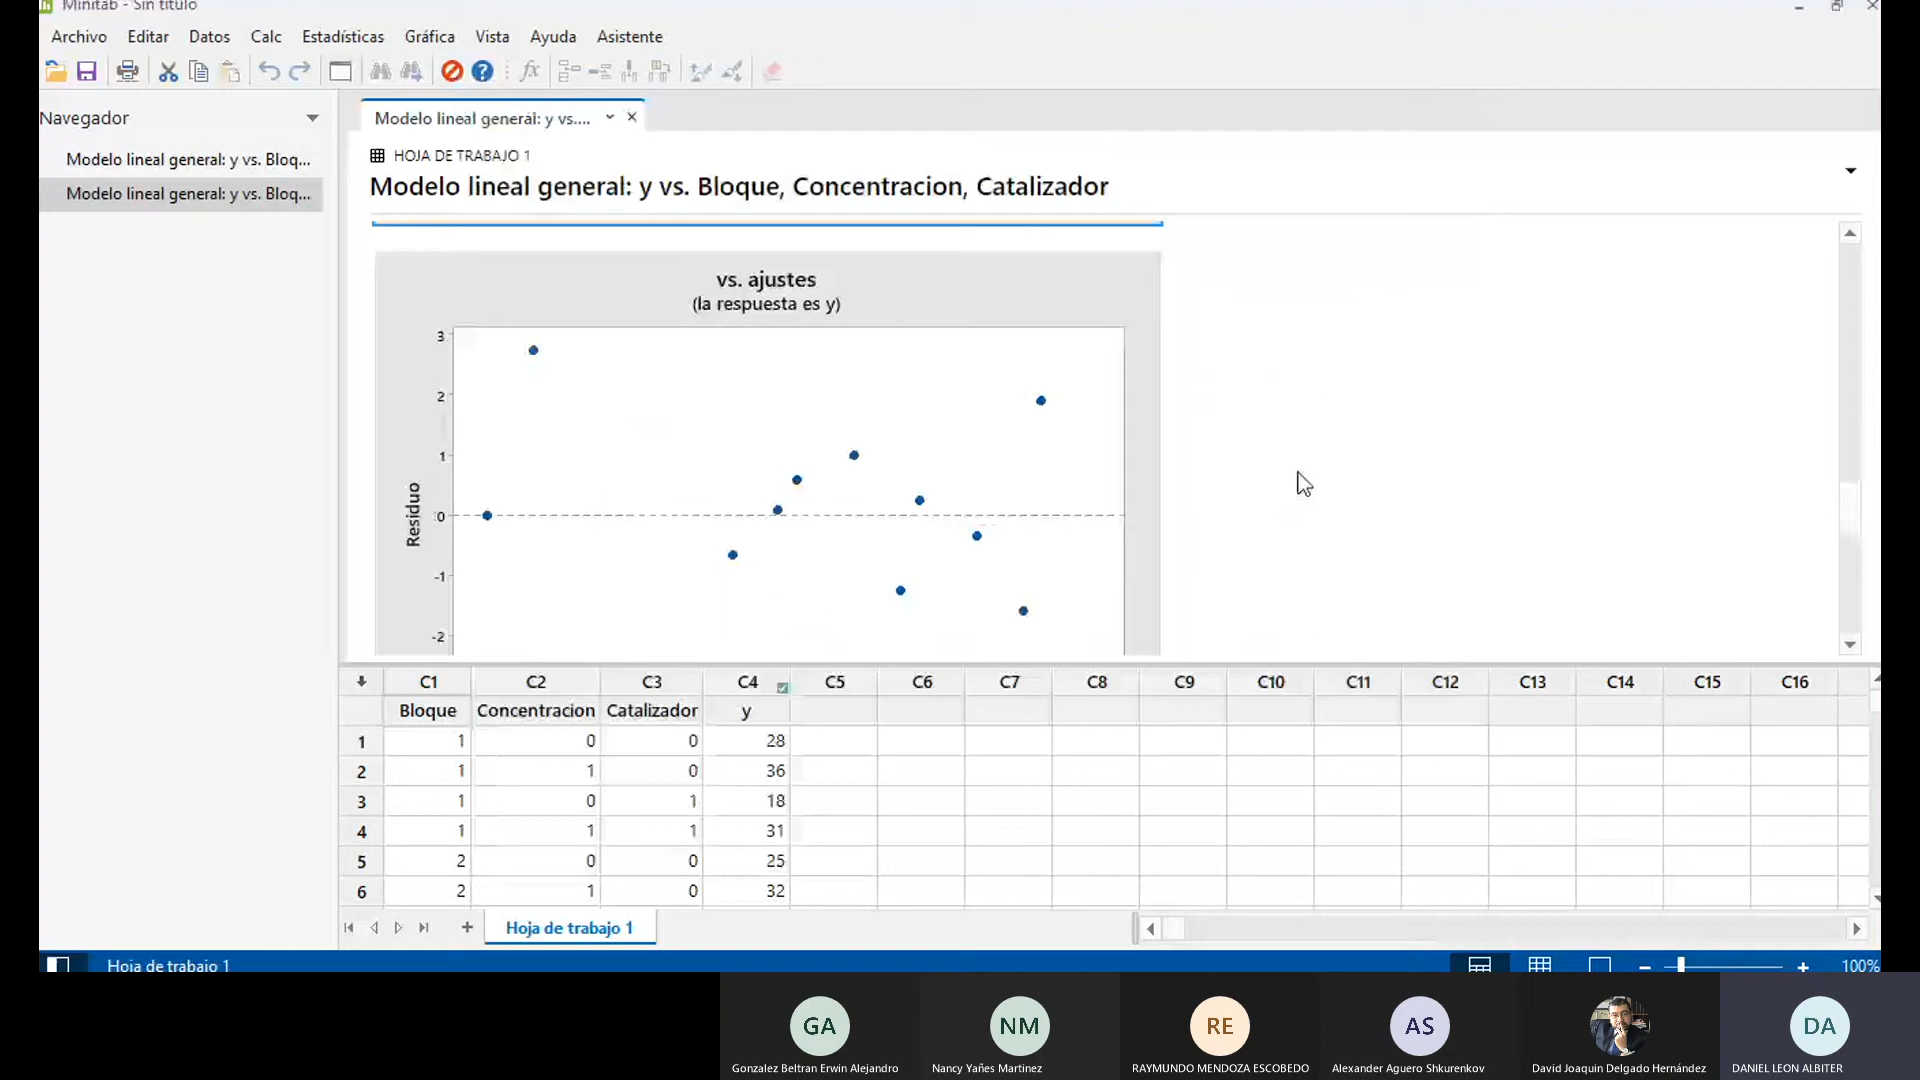 Minitab - Sin título
Archivo Editar Datos Calc Estadísticas Gráfica Vista Ayuda Asistente
Navegador
Modelo lineal general: y vs. Bloq...
Modelo lineal general: y vs. Bloq...
Modelo lineal general: y vs....
HOJA DE TRABAJO 1
Modelo lineal general: y vs. Bloque, Concentracion, Catalizador
vs. ajustes
(la respuesta es y)
Residuo
3
2
1
0
-1
-2
C1 C2 C3 C4 C5 C6 C7 C8 C9 C10 C11 C12 C13 C14 C15 C16
Bloque Concentracion Catalizador y
1 1 0 0 28
2 1 1 0 36
3 1 0 1 18
4 1 1 1 31
5 2 0 0 25
6 2 1 0 32
Hoja de trabajo 1
Hoja de trabajo 1 100%
GA NM RE AS DA
Gonzalez Beltran Erwin Alejandro Nancy Yañes Martinez RAYMUNDO MENDOZA ESCOBEDO Alexander Aguero Shkurenkov David Joaquin Delgado Hernández DANIEL LEON ALBITER